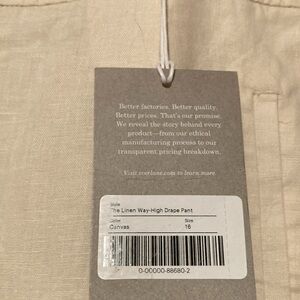 Better factories. Better quality.
Better prices. That's our promise.
We reveal the story behind every
product—from our ethical
manufacturing process to our
transparent pricing breakdown.
Visit everlane.com to learn more.
Style
The Linen Way-High Drape Pant
Color Size
Canvas 16
0-00000-88680-2